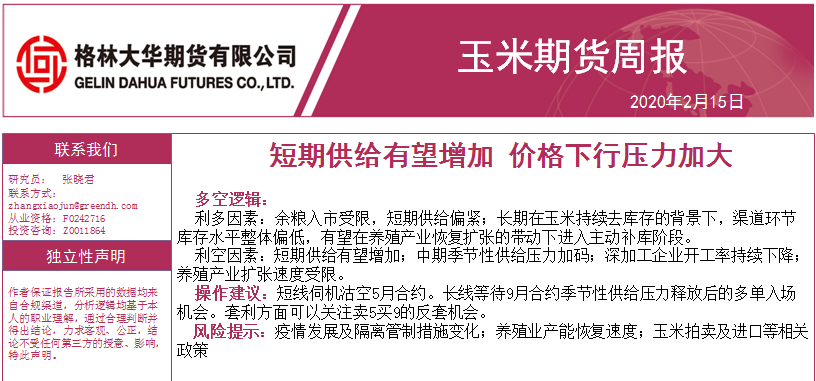 格林大华期货有限公司
GELIN DAHUA FUTURES CO.,LTD.
玉米期货周报
2020年2月15日
联系我们
研究员： 张晓君
联系方式：
zhangxiaojun@greendh.com
从业资格：F0242716
投资咨询：Z0011864
独立性声明
作者保证报告所采用的数据均来
自合规渠道，分析逻辑均基于本
人的职业理解，通过合理判断并
得出结论，力求客观、公正，结
论不受任何第三方的授意、影响，
特此声明。
短期供给有望增加 价格下行压力加大
多空逻辑：
利多因素：余粮入市受限，短期供给偏紧；长期在玉米持续去库存的背景下，渠道环节
库存水平整体偏低，有望在养殖产业恢复扩张的带动下进入主动补库阶段。
利空因素：短期供给有望增加；中期季节性供给压力加码；深加工企业开工率持续下降；
养殖产业扩张速度受限。
操作建议：短线伺机沽空5月合约。长线等待9月合约季节性供给压力释放后的多单入场
机会。套利方面可以关注卖5买9的反套机会。
风险提示：疫情发展及隔离管制措施变化；养殖业产能恢复速度；玉米拍卖及进口等相关
政策